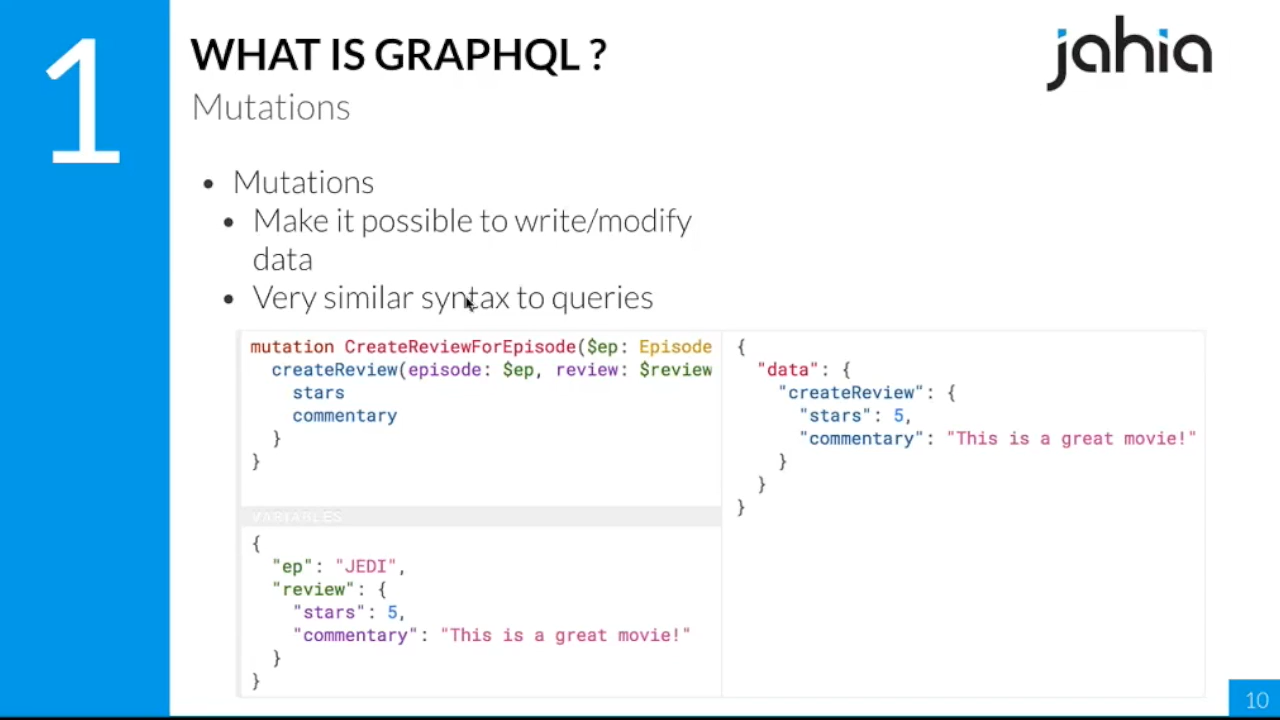 1
WHAT IS GRAPHQL ?
jahia
Mutations
• Mutations
• Make it possible to write/modify
data
• Very similar syntax to queries
mutation CreateReviewForEpisode($ep: Episode
createReview(episode: $ep, review: $review
stars
commentary
}
}
VARIABLES
{
"ep": "JEDI",
"review": {
"stars": 5,
"commentary": "This is a great movie!"
}
}
{
"data": {
"createReview": {
"stars": 5,
"commentary": "This is a great movie!"
}
}
}
10